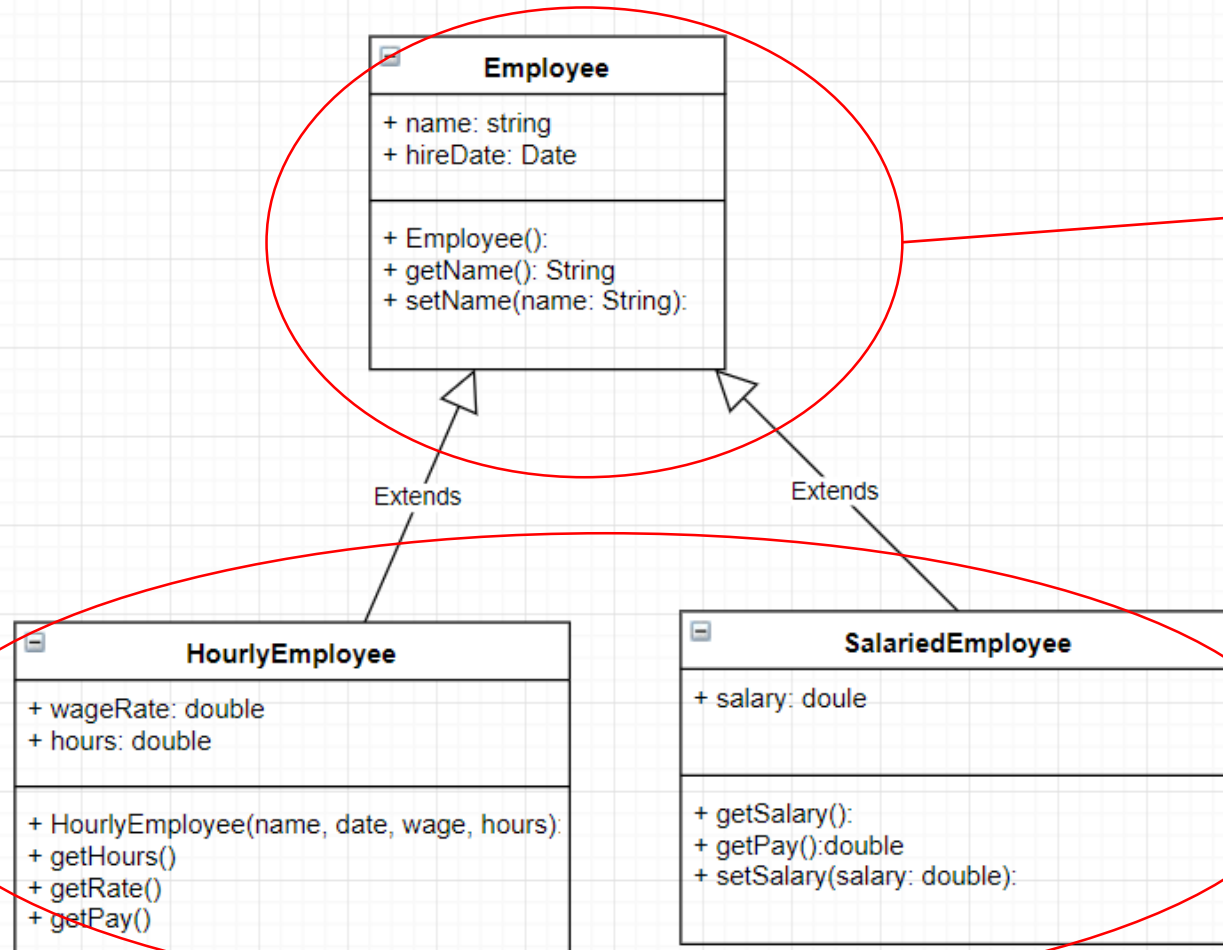 Employee
+ name: string
+ hireDate: Date
+ Employee():
+ getName(): String
+ setName(name: String):
Extends
Extends
HourlyEmployee
+ wageRate: double
+ hours: double
+ HourlyEmployee(name, date, wage, hours):
+ getHours()
+ getRate()
+ getPay()
SalariedEmployee
+ salary: doule
+ getSalary():
+ getPay():double
+ setSalary(salary: double):